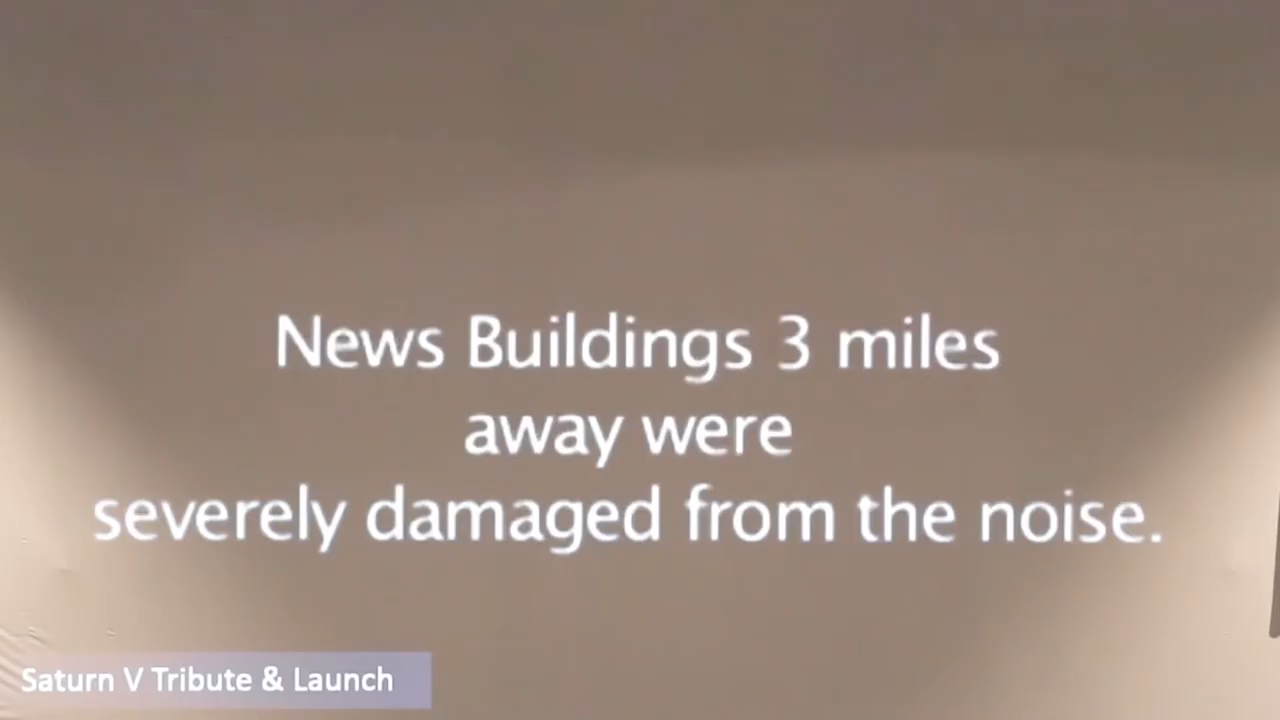 News Buildings 3 miles
away were
severely damaged from the noise.
Saturn V Tribute & Launch